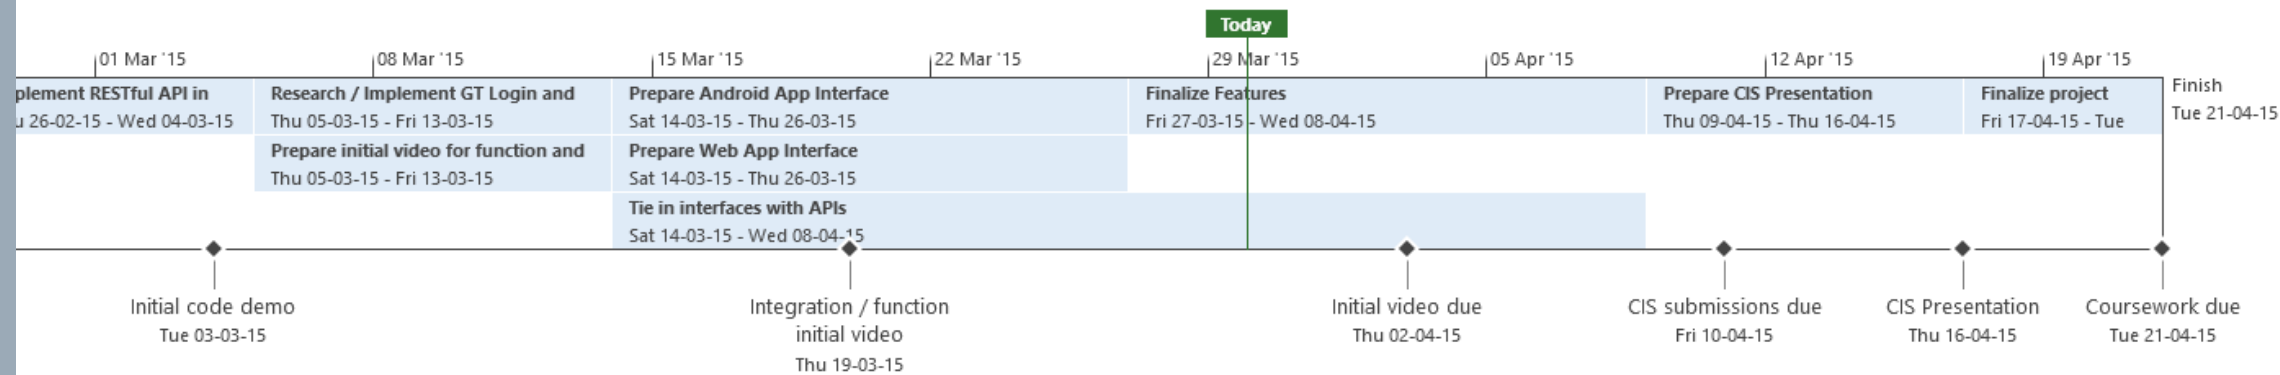 Today
01 Mar '15
08 Mar '15
15 Mar '15
22 Mar '15
29 Mar '15
05 Apr '15
12 Apr '15
19 Apr '15
plement RESTful API in
u 26-02-15 - Wed 04-03-15
Research / Implement GT Login and
Thu 05-03-15 - Fri 13-03-15
Prepare Android App Interface
Sat 14-03-15 - Thu 26-03-15
Finalize Features
Fri 27-03-15 - Wed 08-04-15
Prepare CIS Presentation
Thu 09-04-15 - Thu 16-04-15
Finalize project
Fri 17-04-15 - Tue
Finish
Tue 21-04-15
Prepare initial video for function and
Thu 05-03-15 - Fri 13-03-15
Prepare Web App Interface
Sat 14-03-15 - Thu 26-03-15
Tie in interfaces with APIs
Sat 14-03-15 - Wed 08-04-15
Initial code demo
Tue 03-03-15
Integration / function
initial video
Thu 19-03-15
Initial video due
Thu 02-04-15
CIS submissions due
Fri 10-04-15
CIS Presentation
Thu 16-04-15
Coursework due
Tue 21-04-15